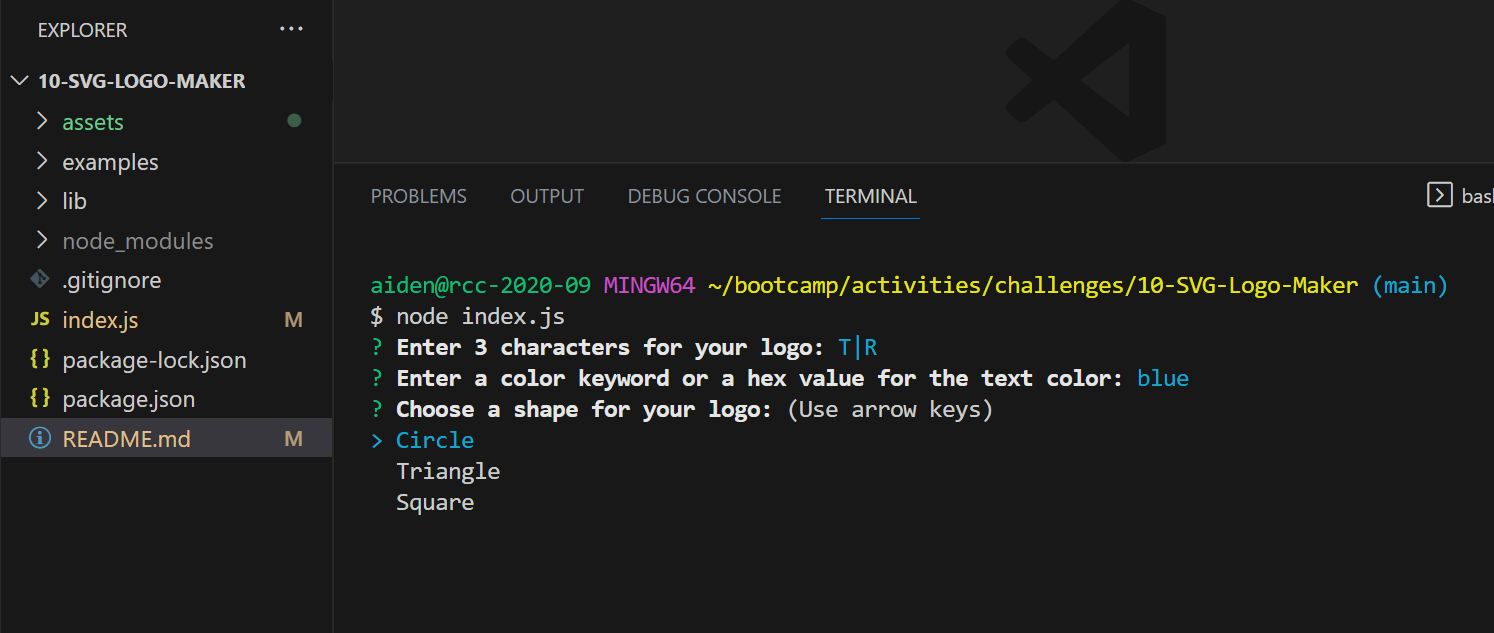 EXPLORER ...
10-SVG-LOGO-MAKER
assets
examples
lib
node_modules
.gitignore
JS index.js M
{} package-lock.json
{} package.json
README.md M
PROBLEMS OUTPUT DEBUG CONSOLE TERMINAL
aiden@rcc-2020-09 MINGW64 ~/bootcamp/activities/challenges/10-SVG-Logo-Maker (main)
$ node index.js
? Enter 3 characters for your logo: T|R
? Enter a color keyword or a hex value for the text color: blue
? Choose a shape for your logo: (Use arrow keys)
> Circle
Triangle
Square